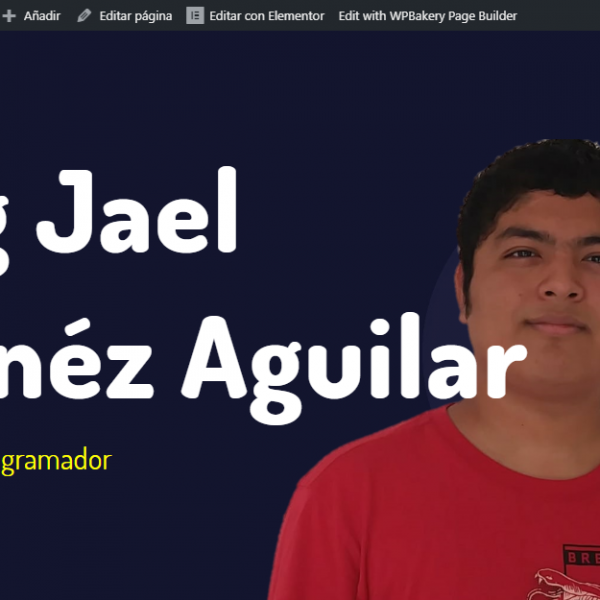 Añadir Editar página Editar con Elementor Edit with WPBakery Page Builder
g Jael
néz Aguilar
gramador
BRE